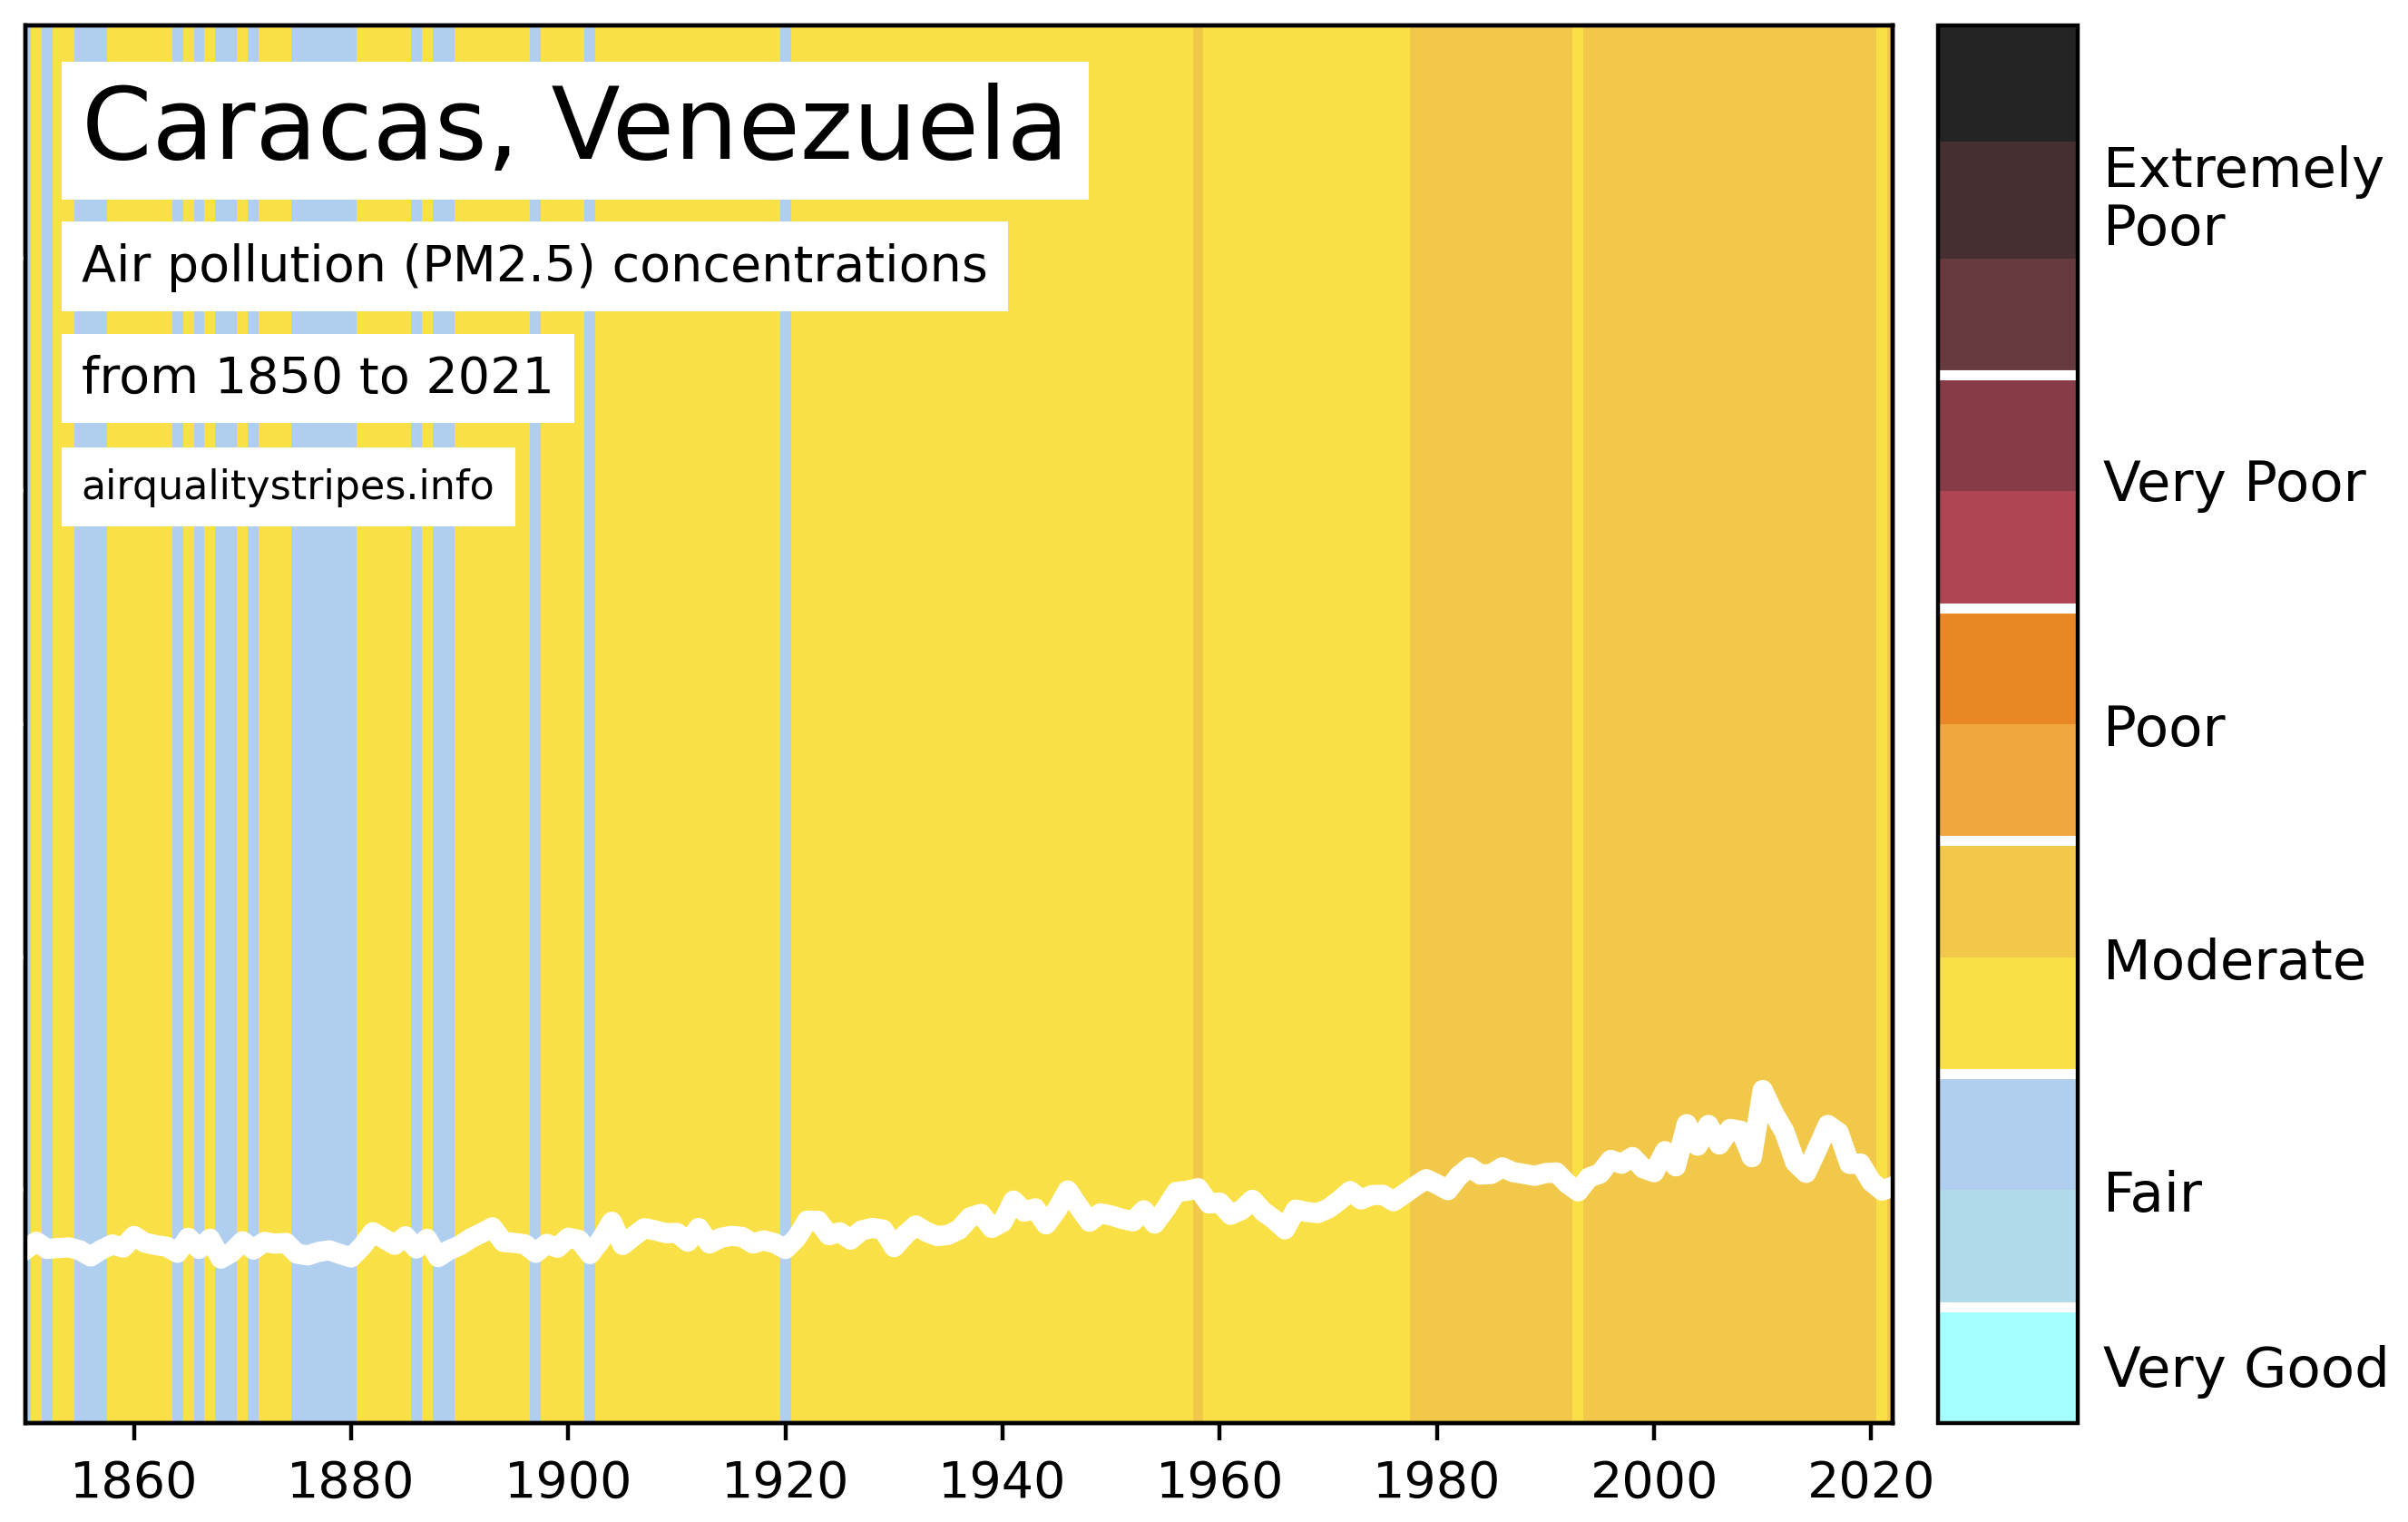 Caracas, Venezuela
Air pollution (PM2.5) concentrations
from 1850 to 2021
airqualitystripes.info
Extremely
Poor
Very Poor
Poor
Moderate
Fair
Very Good
1860 1880 1900 1920 1940 1960 1980 2000 2020